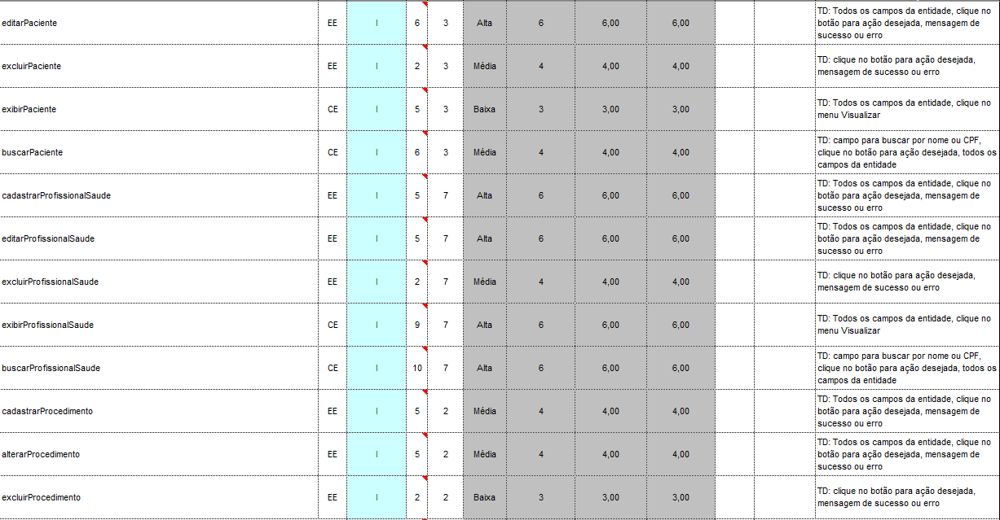 editarPaciente EE I 6 3 Alta 6 6,00 6,00 TD: Todos os campos da entidade, clique no
botão para ação desejada, mensagem de
sucesso ou erro
excluirPaciente EE I 2 3 Média 4 4,00 4,00 TD: clique no botão para ação desejada,
mensagem de sucesso ou erro
exibirPaciente CE I 5 3 Baixa 3 3,00 3,00 TD: Todos os campos da entidade, clique no
menu Visualizar
buscarPaciente CE I 6 3 Média 4 4,00 4,00 TD: campo para buscar por nome ou CPF,
clique no botão para ação desejada, todos os
campos da entidade
cadastrarProfissionalSaude EE I 5 7 Alta 6 6,00 6,00 TD: Todos os campos da entidade, clique no
botão para ação desejada, mensagem de
sucesso ou erro
editarProfissionalSaude EE I 5 7 Alta 6 6,00 6,00 TD: Todos os campos da entidade, clique no
botão para ação desejada, mensagem de
sucesso ou erro
excluirProfissionalSaude EE I 2 7 Média 4 4,00 4,00 TD: clique no botão para ação desejada,
mensagem de sucesso ou erro
exibirProfissionalSaude CE I 9 7 Alta 6 6,00 6,00 TD: Todos os campos da entidade, clique no
menu Visualizar
buscarProfissionalSaude CE I 10 7 Alta 6 6,00 6,00 TD: campo para buscar por nome ou CPF,
clique no botão para ação desejada, todos os
campos da entidade
cadastrarProcedimento EE I 5 2 Média 4 4,00 4,00 TD: Todos os campos da entidade, clique no
botão para ação desejada, mensagem de
sucesso ou erro
alterarProcedimento EE I 5 2 Média 4 4,00 4,00 TD: Todos os campos da entidade, clique no
botão para ação desejada, mensagem de
sucesso ou erro
excluirProcedimento EE I 2 2 Baixa 3 3,00 3,00 TD: clique no botão para ação desejada,
mensagem de sucesso ou erro